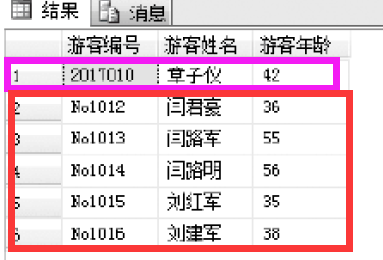 结果 消息
游客编号 游客姓名 游客年龄
1 2017010 章子仪 42
2 No1012 闫君豪 36
3 No1013 闫路军 55
4 No1014 闫路明 56
5 No1015 刘红军 35
6 No1016 刘建军 38